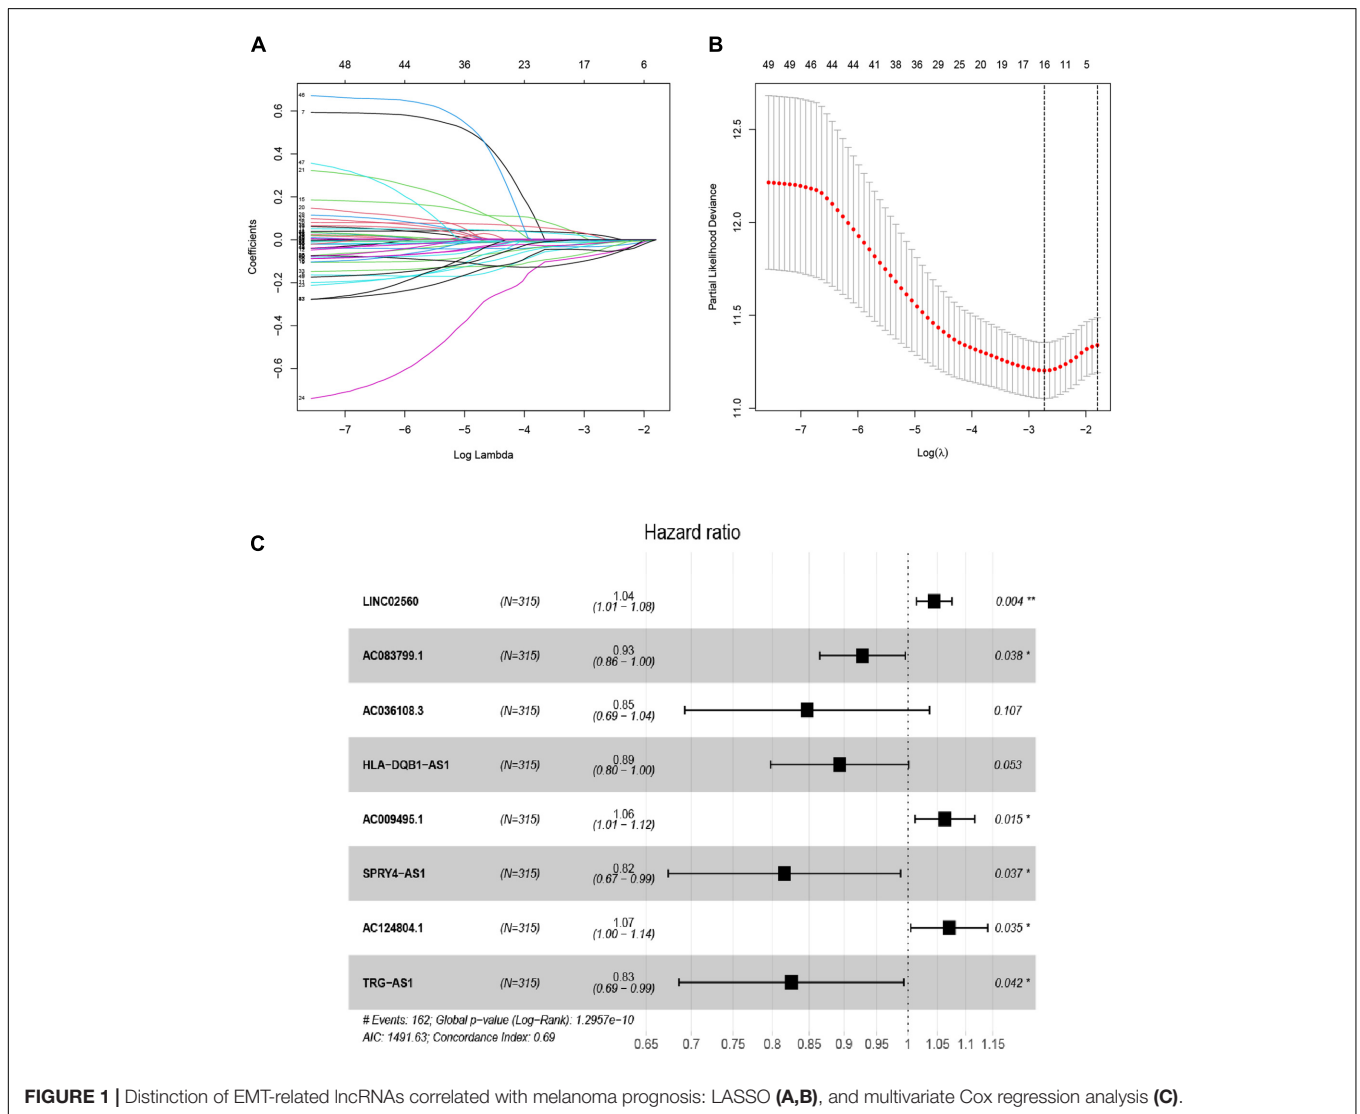 A
48 44 36 23 17 6
0.6
0.4
0.2
0.0
−0.2
−0.4
−0.6
Coefficients
46
7
47
21
15
20
24
−7 −6 −5 −4 −3 −2
Log Lambda
B
49 49 46 44 44 41 38 36 29 25 20 19 17 16 11 5
12.5
12.0
11.5
11.0
Partial Likelihood Deviance
−7 −6 −5 −4 −3 −2
Log(λ)
C
Hazard ratio
LINC02560 (N=315) 1.04 (1.01 − 1.08) 0.004 **
AC083799.1 (N=315) 0.93 (0.86 − 1.00) 0.038 *
AC036108.3 (N=315) 0.85 (0.69 − 1.04) 0.107
HLA−DQB1−AS1 (N=315) 0.89 (0.80 − 1.00) 0.053
AC009495.1 (N=315) 1.06 (1.01 − 1.12) 0.015 *
SPRY4−AS1 (N=315) 0.82 (0.67 − 0.99) 0.037 *
AC124804.1 (N=315) 1.07 (1.00 − 1.14) 0.035 *
TRG−AS1 (N=315) 0.83 (0.69 − 0.99) 0.042 *
# Events: 162; Global p−value (Log−Rank): 1.2957e−10
AIC: 1491.63; Concordance Index: 0.69
0.65 0.7 0.75 0.8 0.85 0.9 0.95 1 1.05 1.1 1.15
FIGURE 1 | Distinction of EMT-related lncRNAs correlated with melanoma prognosis: LASSO (A,B), and multivariate Cox regression analysis (C).